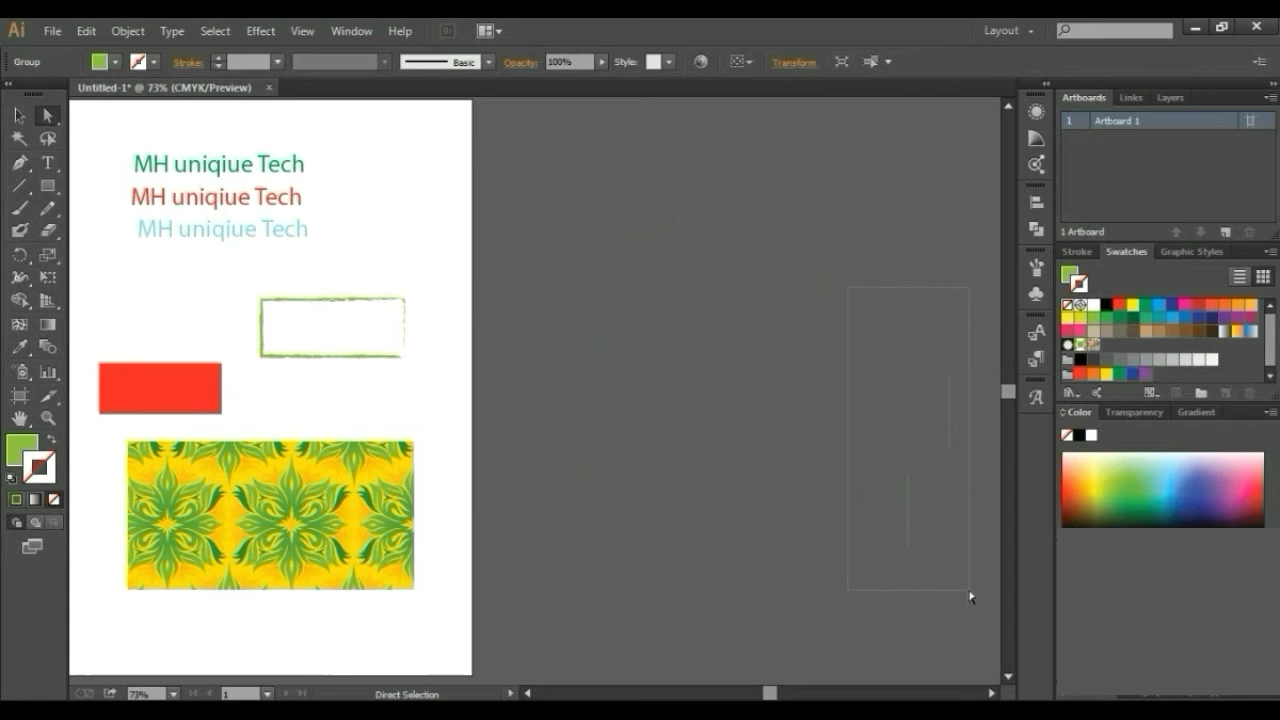 Ai File Edit Object Type Select Effect View Window Help Br Layout
Group Stroke: Basic Opacity: 100% Style: Transform
Untitled-1* @ 73% (CMYK/Preview)
Artboards Links Layers
1 Artboard 1
MH uniqiue Tech
MH uniqiue Tech
MH uniqiue Tech
1 Artboard
Stroke Swatches Graphic Styles
Color Transparency Gradient
73% 1 Direct Selection